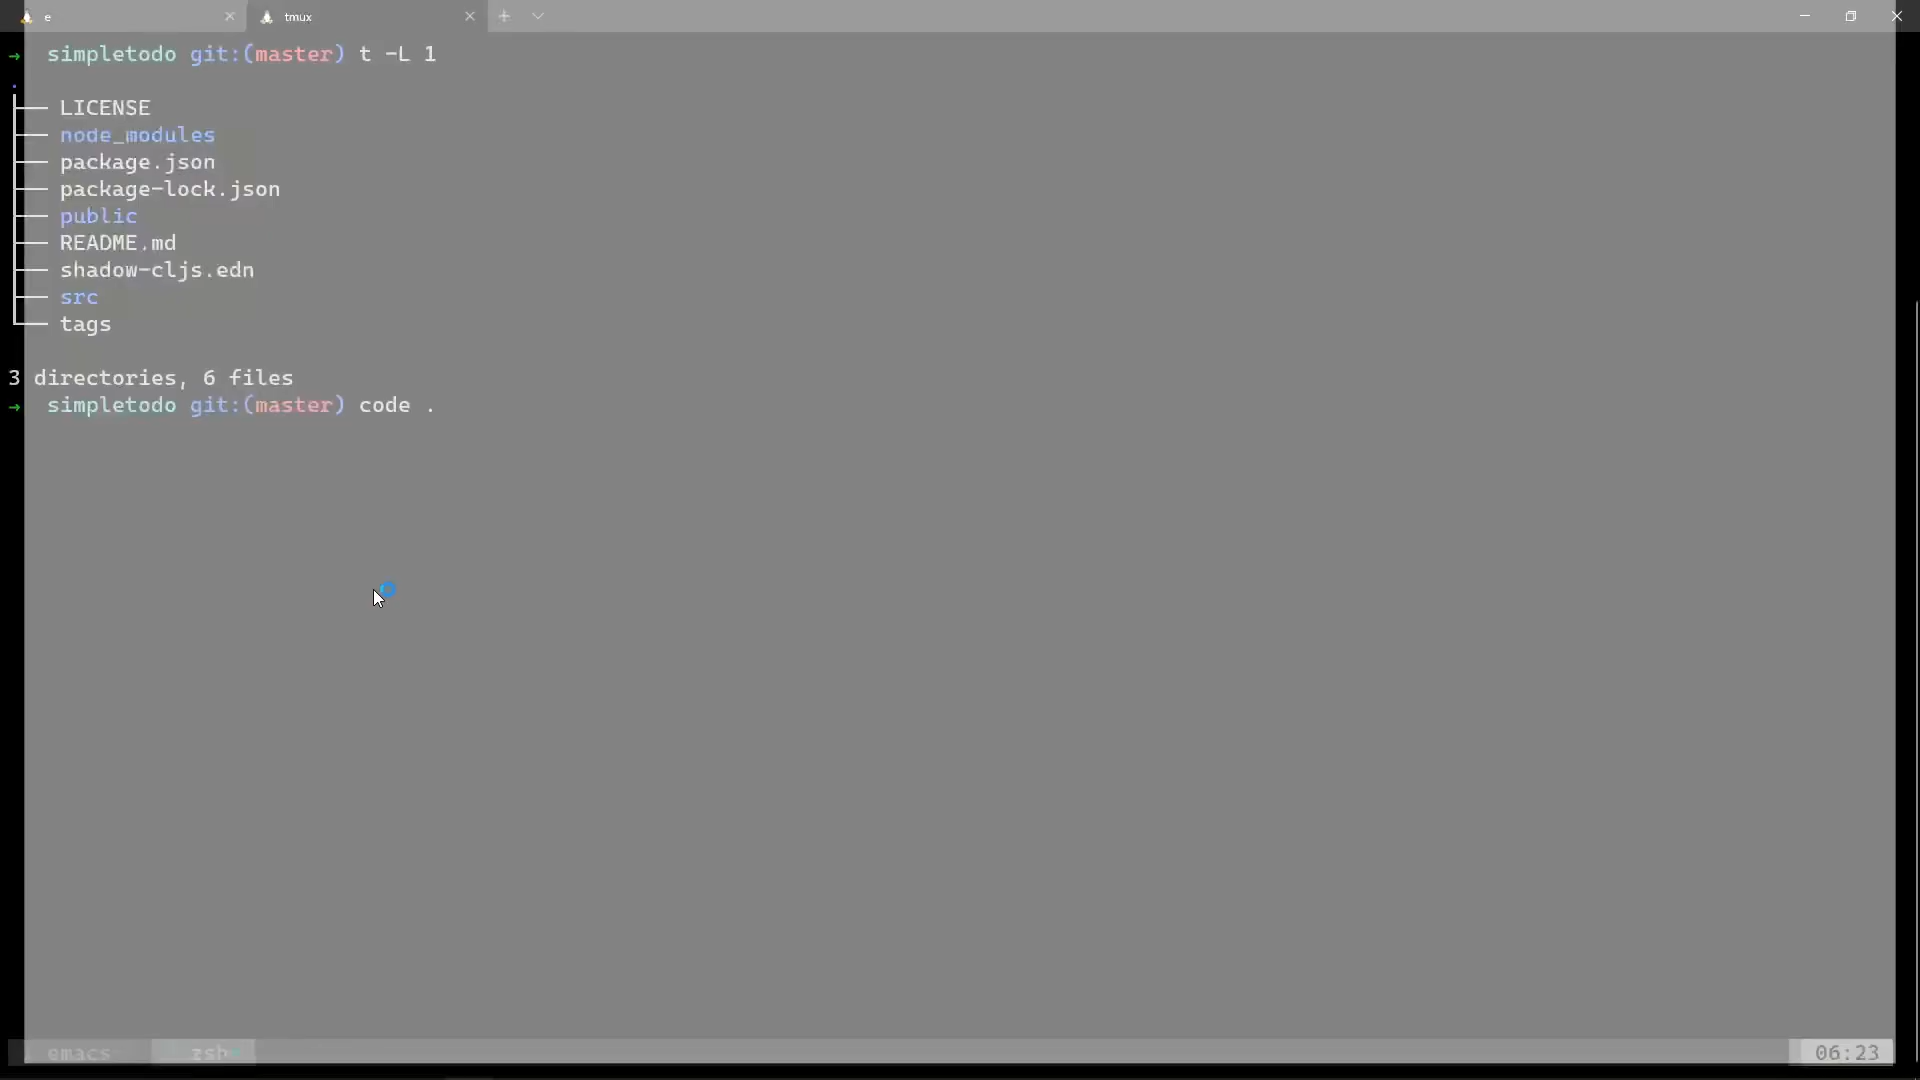 e
tmux
→ simpletodo git:(master) t -L 1
.
├── LICENSE
├── node_modules
├── package.json
├── package-lock.json
├── public
├── README.md
├── shadow-cljs.edn
├── src
└── tags
3 directories, 6 files
→ simpletodo git:(master) code .
emacs zsh 06:23